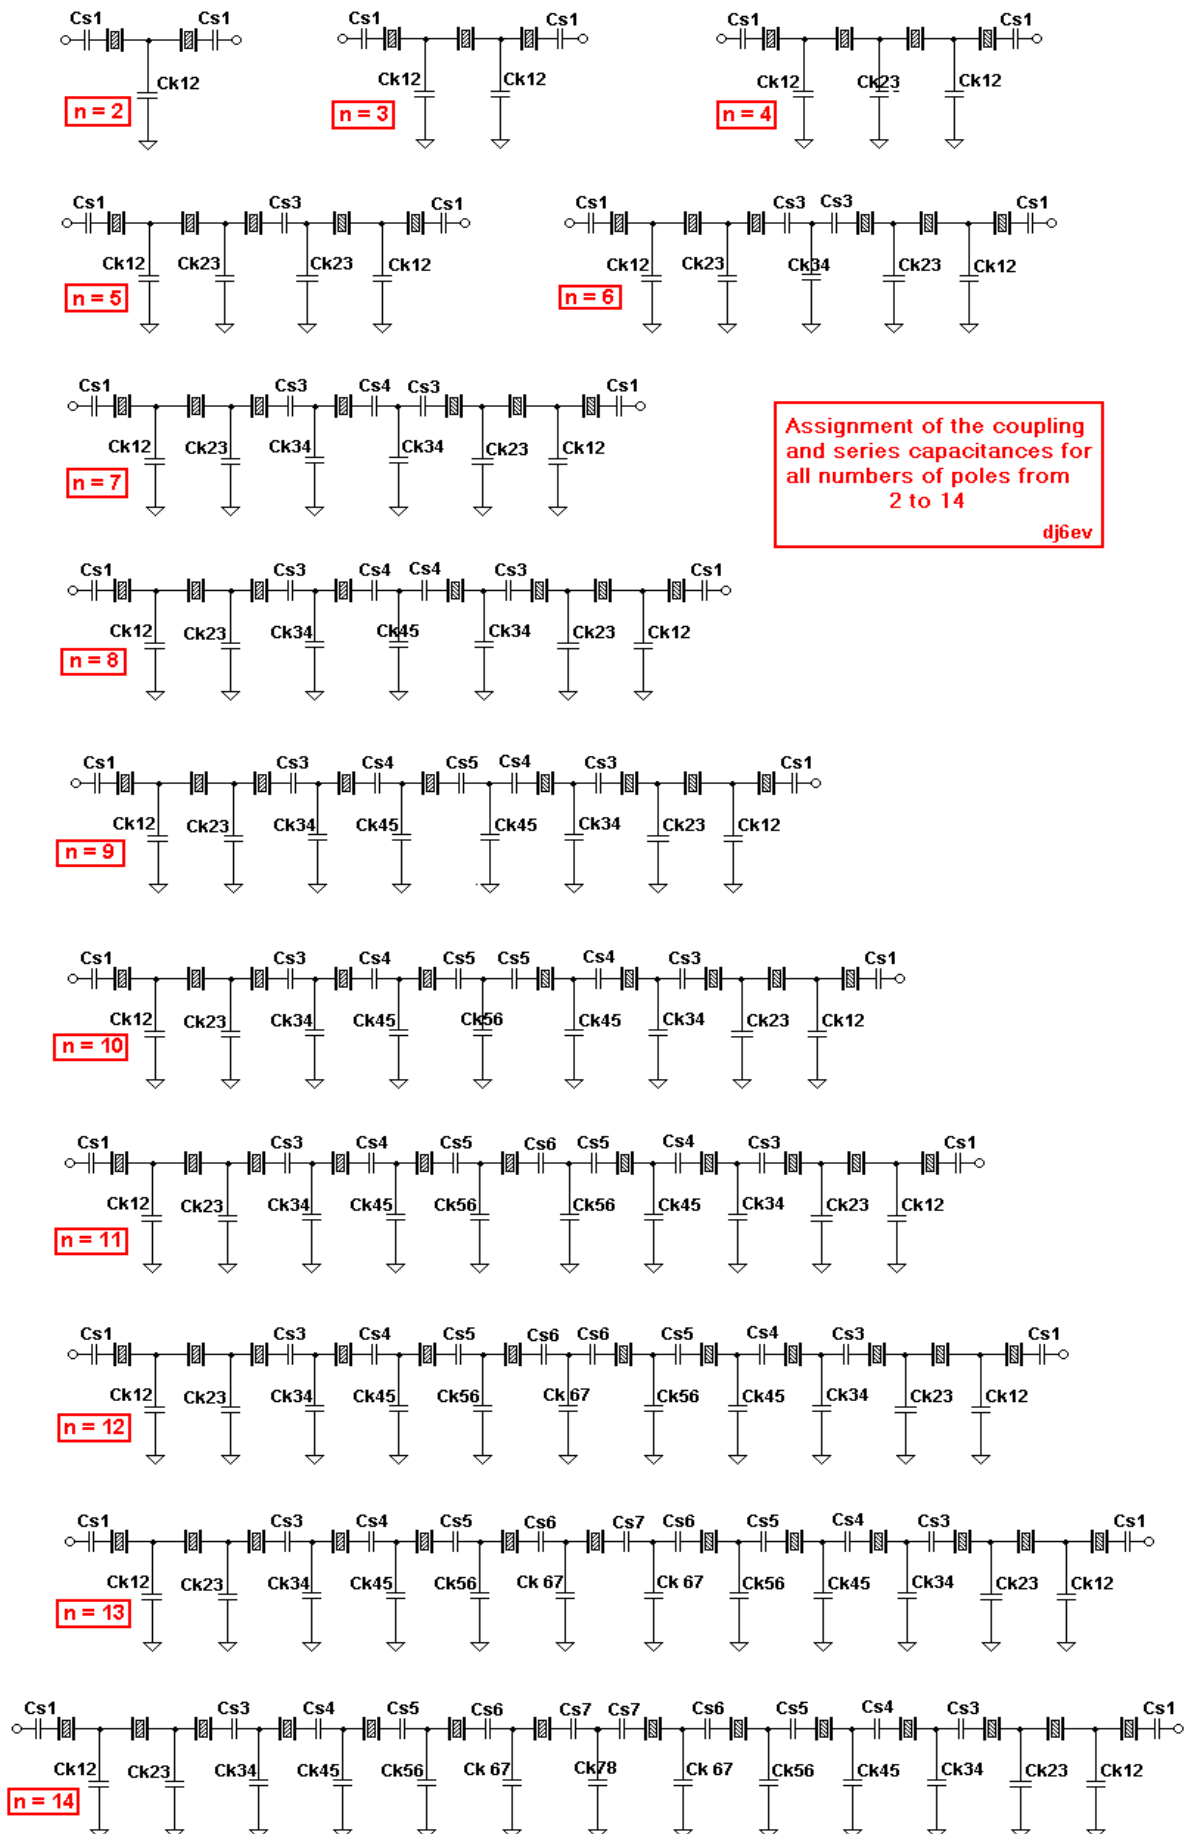 Cs1 Cs1 Cs1 Cs1 Cs1 Cs1
Ck12 Ck12 Ck12 Ck12 Ck23 Ck12
n = 2 n = 3 n = 4
Cs1 Cs3 Cs1 Cs1 Cs3 Cs3 Cs1
Ck12 Ck23 Ck23 Ck12 Ck12 Ck23 Ck34 Ck23 Ck12
n = 5 n = 6
Cs1 Cs3 Cs4 Cs3 Cs1
Ck12 Ck23 Ck34 Ck34 Ck23 Ck12
n = 7
Assignment of the coupling
and series capacitances for
all numbers of poles from
2 to 14
dj6ev
Cs1 Cs3 Cs4 Cs4 Cs3 Cs1
Ck12 Ck23 Ck34 Ck45 Ck34 Ck23 Ck12
n = 8
Cs1 Cs3 Cs4 Cs5 Cs4 Cs3 Cs1
Ck12 Ck23 Ck34 Ck45 Ck45 Ck34 Ck23 Ck12
n = 9
Cs1 Cs3 Cs4 Cs5 Cs5 Cs4 Cs3 Cs1
Ck12 Ck23 Ck34 Ck45 Ck56 Ck45 Ck34 Ck23 Ck12
n = 10
Cs1 Cs3 Cs4 Cs5 Cs6 Cs5 Cs4 Cs3 Cs1
Ck12 Ck23 Ck34 Ck45 Ck56 Ck56 Ck45 Ck34 Ck23 Ck12
n = 11
Cs1 Cs3 Cs4 Cs5 Cs6 Cs6 Cs5 Cs4 Cs3 Cs1
Ck12 Ck23 Ck34 Ck45 Ck56 Ck 67 Ck56 Ck45 Ck34 Ck23 Ck12
n = 12
Cs1 Cs3 Cs4 Cs5 Cs6 Cs7 Cs6 Cs5 Cs4 Cs3 Cs1
Ck12 Ck23 Ck34 Ck45 Ck56 Ck 67 Ck 67 Ck56 Ck45 Ck34 Ck23 Ck12
n = 13
Cs1 Cs3 Cs4 Cs5 Cs6 Cs7 Cs7 Cs6 Cs5 Cs4 Cs3 Cs1
Ck12 Ck23 Ck34 Ck45 Ck56 Ck 67 Ck78 Ck 67 Ck56 Ck45 Ck34 Ck23 Ck12
n = 14